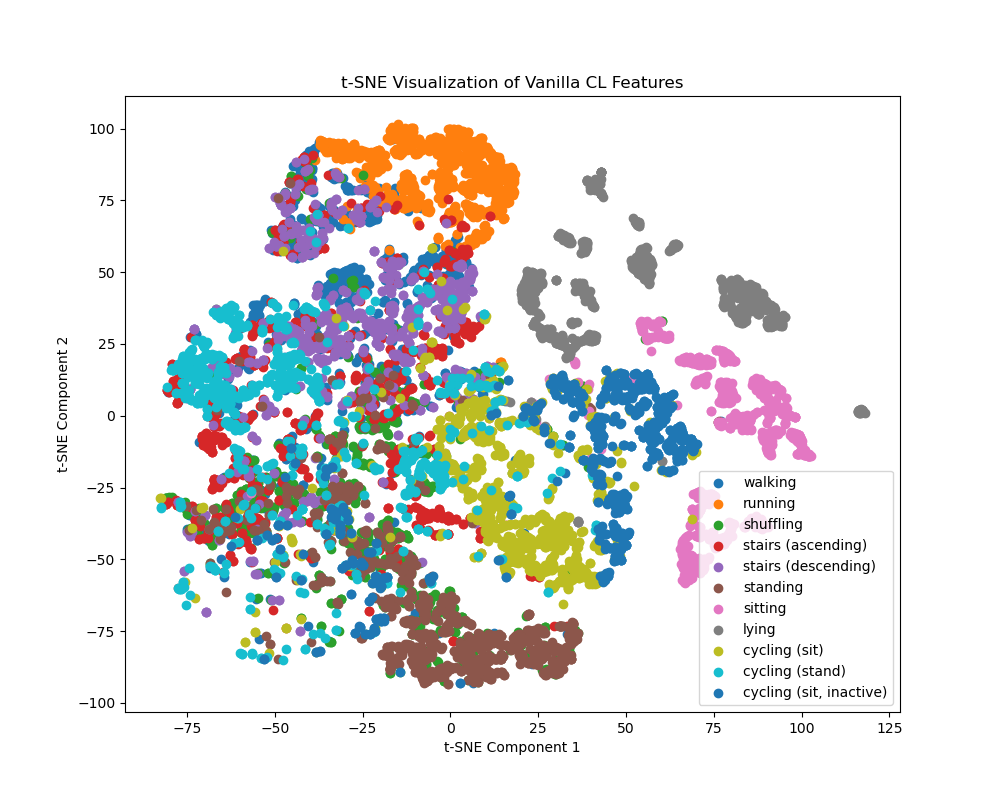 t-SNE Visualization of Vanilla CL Features
100
75
50
25
0
−25
−50
−75
−100
t-SNE Component 2
−75
−50
−25
0
25
50
75
100
125
t-SNE Component 1
walking
running
shuffling
stairs (ascending)
stairs (descending)
standing
sitting
lying
cycling (sit)
cycling (stand)
cycling (sit, inactive)